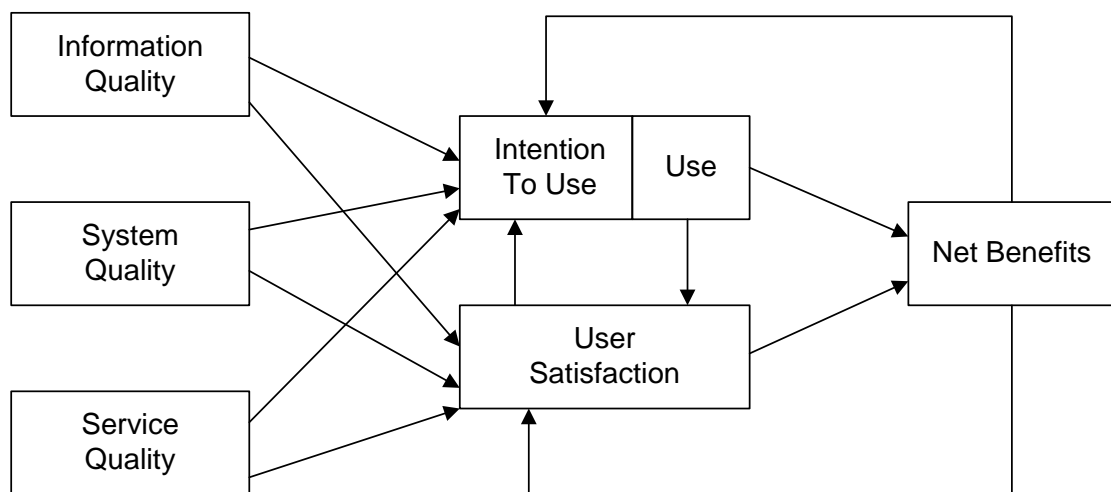 Information
Quality
Intention
To Use
Use
System
Quality
Net Benefits
User
Satisfaction
Service
Quality